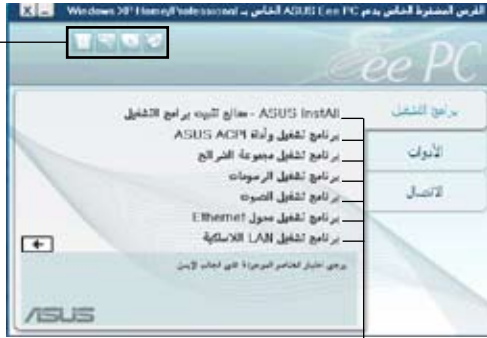 القرص المضغوط الخاص بدعم ASUS Eee PC الخاص بـ Windows XP Home/Professional
Eee PC
برامج التشغيل
الأدوات
الاتصال
ASUS InstAll - معالج تثبيت برامج التشغيل
برنامج تشغيل وأداة ASUS ACPI
برنامج تشغيل مجموعة الشرائح
برنامج تشغيل الرسومات
برنامج تشغيل الصوت
برنامج تشغيل محول Ethernet
برنامج تشغيل LAN اللاسلكية
يرجى اختيار العناصر الموجودة على الجانب الأيمن
ASUS